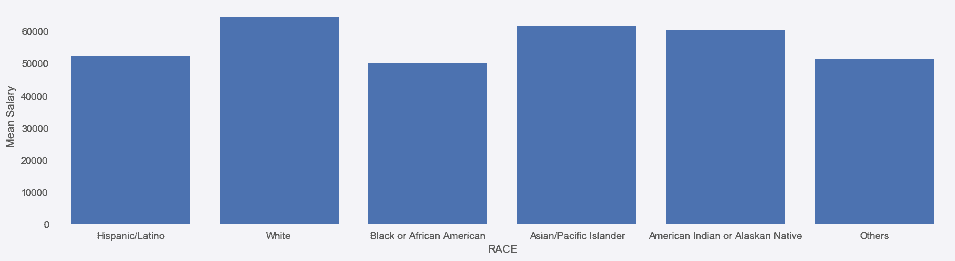 60000
50000
40000
30000
20000
10000
0
Mean Salary
Hispanic/Latino
White
Black or African American
Asian/Pacific Islander
American Indian or Alaskan Native
Others
RACE